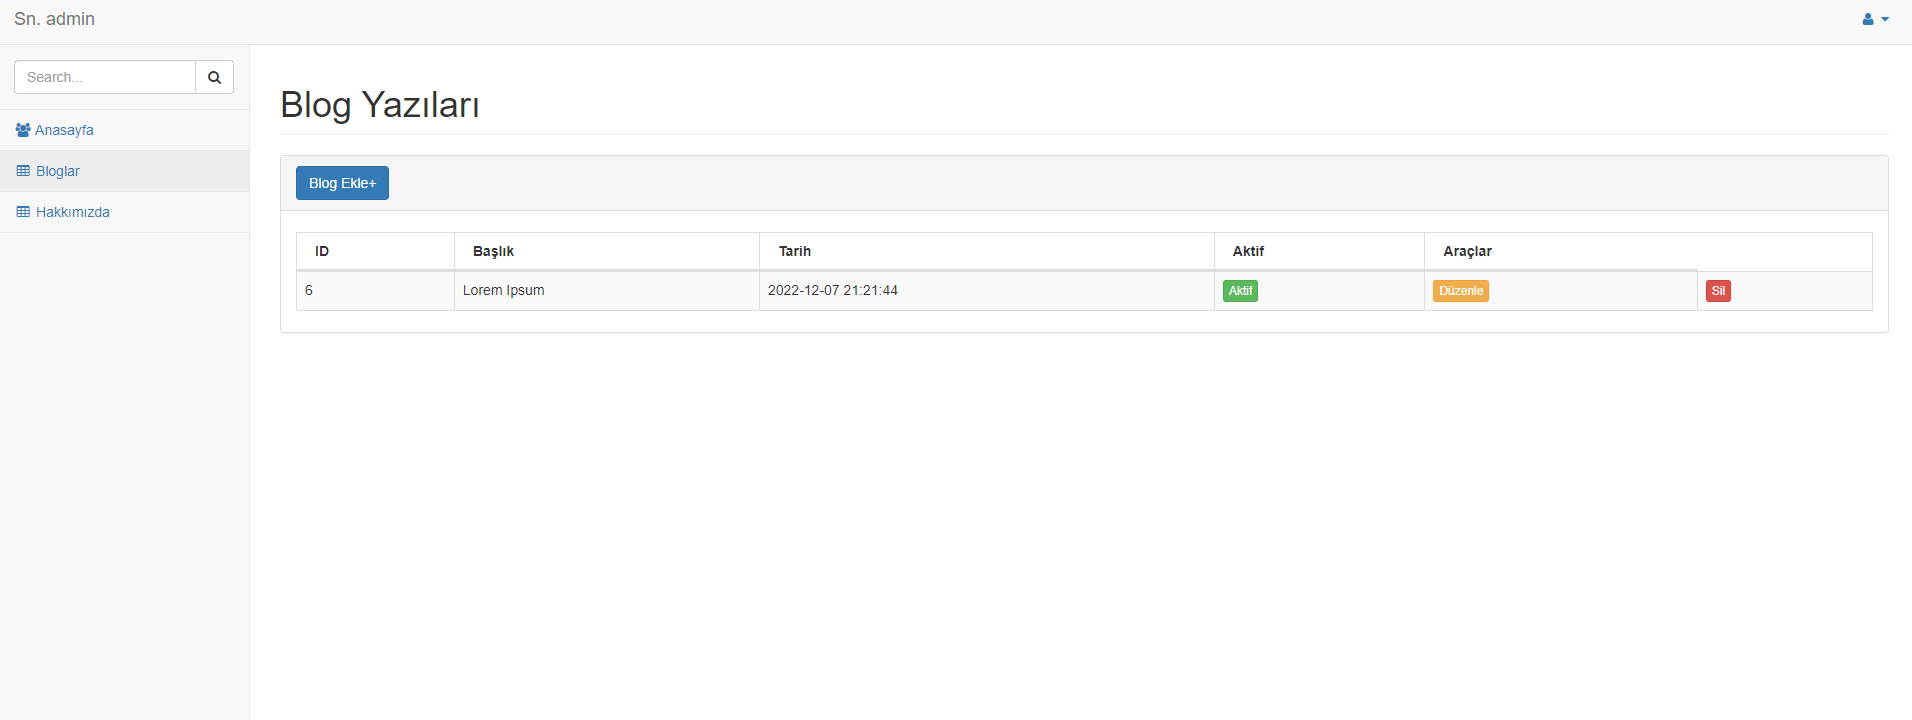 Sn. admin
Search...
Anasayfa
Bloglar
Hakkımızda
Blog Yazıları
Blog Ekle+
ID Başlık Tarih Aktif Araçlar
6 Lorem Ipsum 2022-12-07 21:21:44 Aktif Düzenle Sil